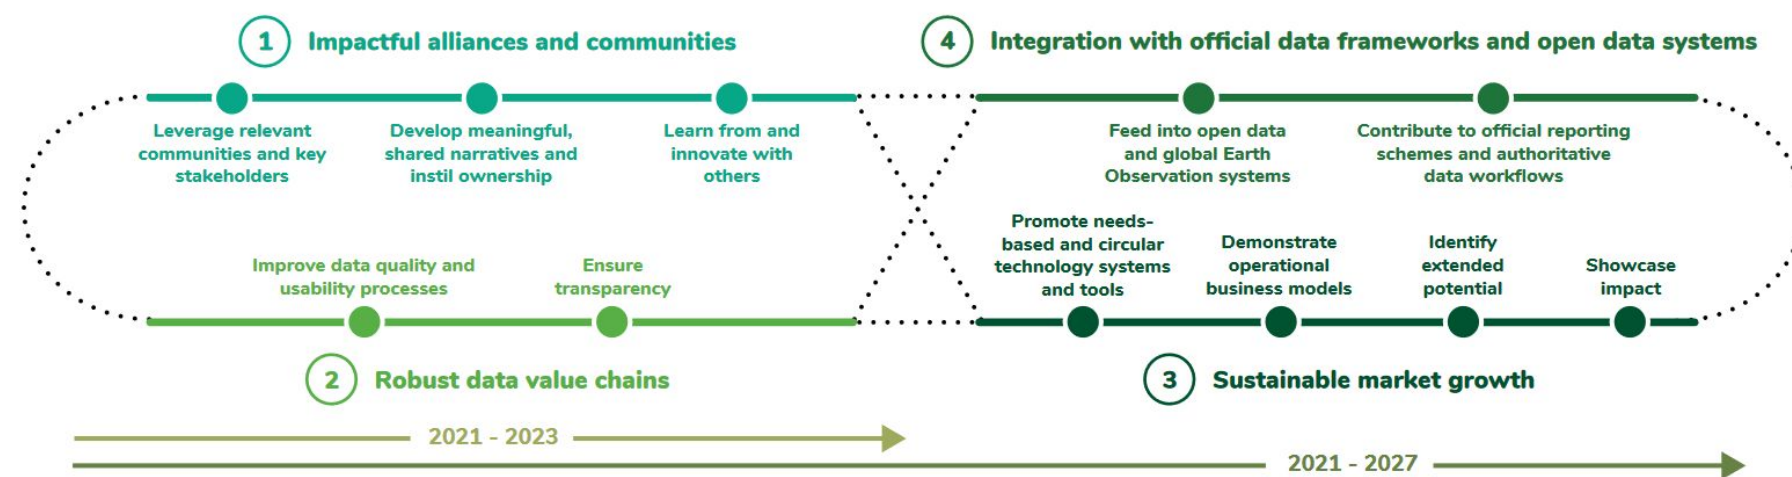 1 Impactful alliances and communities
Leverage relevant
communities and key
stakeholders
Develop meaningful,
shared narratives and
instil ownership
Learn from and
innovate with
others
4 Integration with official data frameworks and open data systems
Feed into open data
and global Earth
Observation systems
Contribute to official reporting
schemes and authoritative
data workflows
Improve data quality and
usability processes
Ensure
transparency
2 Robust data value chains
Promote needs-
based and circular
technology systems
and tools
Demonstrate
operational
business models
Identify
extended
potential
Showcase
impact
3 Sustainable market growth
2021 - 2023
2021 - 2027